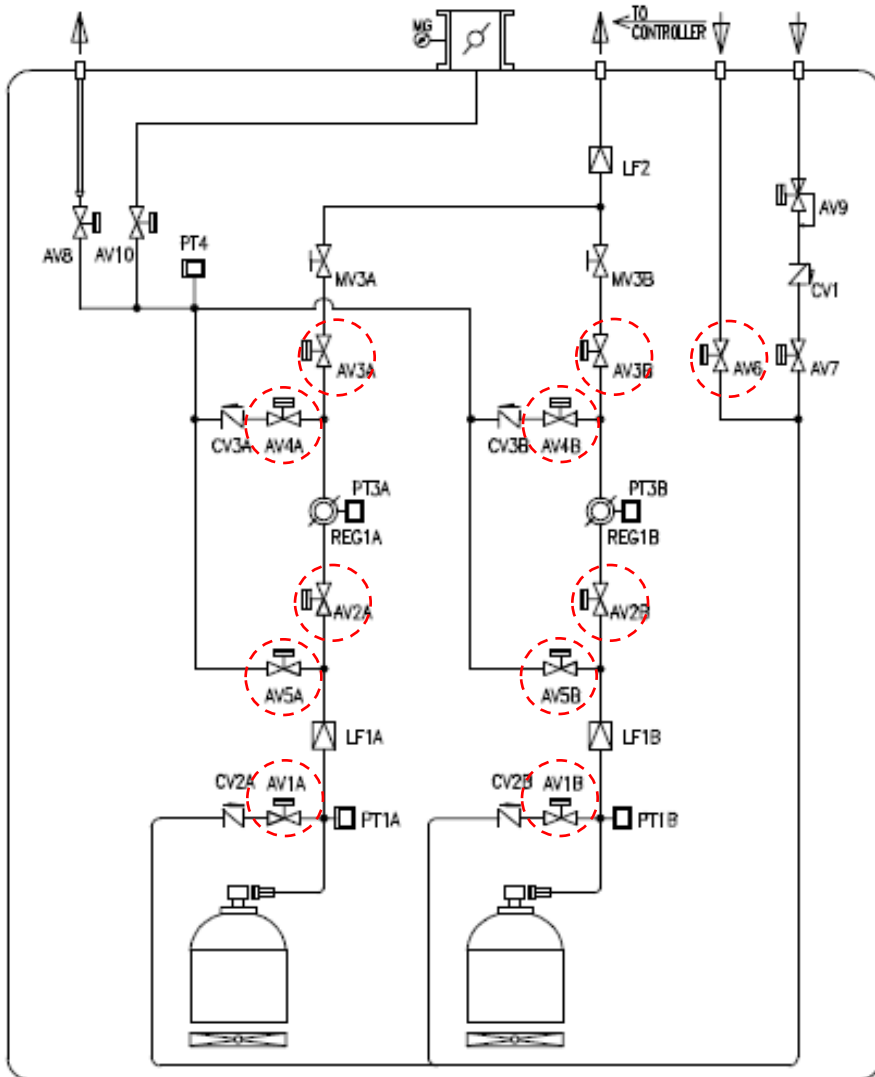 MG
TO
CONTROLLER
LF2
AV9
AV8
AV10
PT4
MV3A
MV3B
CV1
AV3A
AV3B
AV6
AV7
CV3A
AV4A
CV3B
AV4B
PT3A
PT3B
REG1A
REG1B
AV2A
AV2B
AV5A
AV5B
LF1A
LF1B
CV2A
AV1A
CV2B
AV1B
PT1A
PT1B